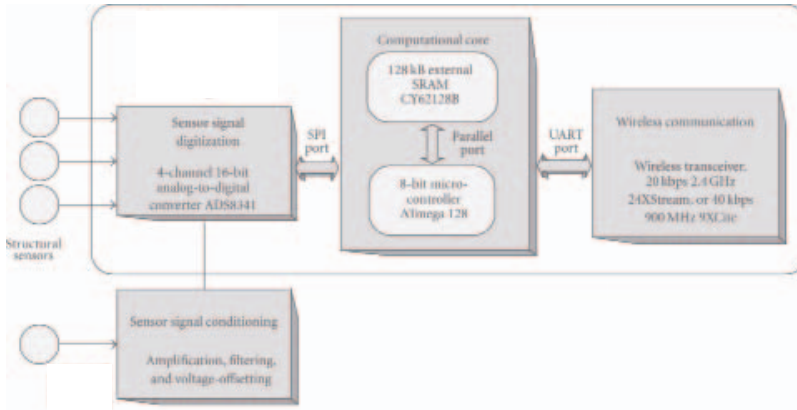 Structural
sensors
Sensor signal
digitization
4-channel 16-bit
analog-to-digital
converter ADS8341
SPI
port
Computational core
128 kB external
SRAM
CY62128B
Parallel
port
8-bit micro-
controller
ATmega 128
UART
port
Wireless communication
Wireless transceiver,
20 kbps 2.4 GHz
24XStream, or 40 kbps
900 MHz 9XCite
Sensor signal conditioning
Amplification, filtering,
and voltage-offsetting